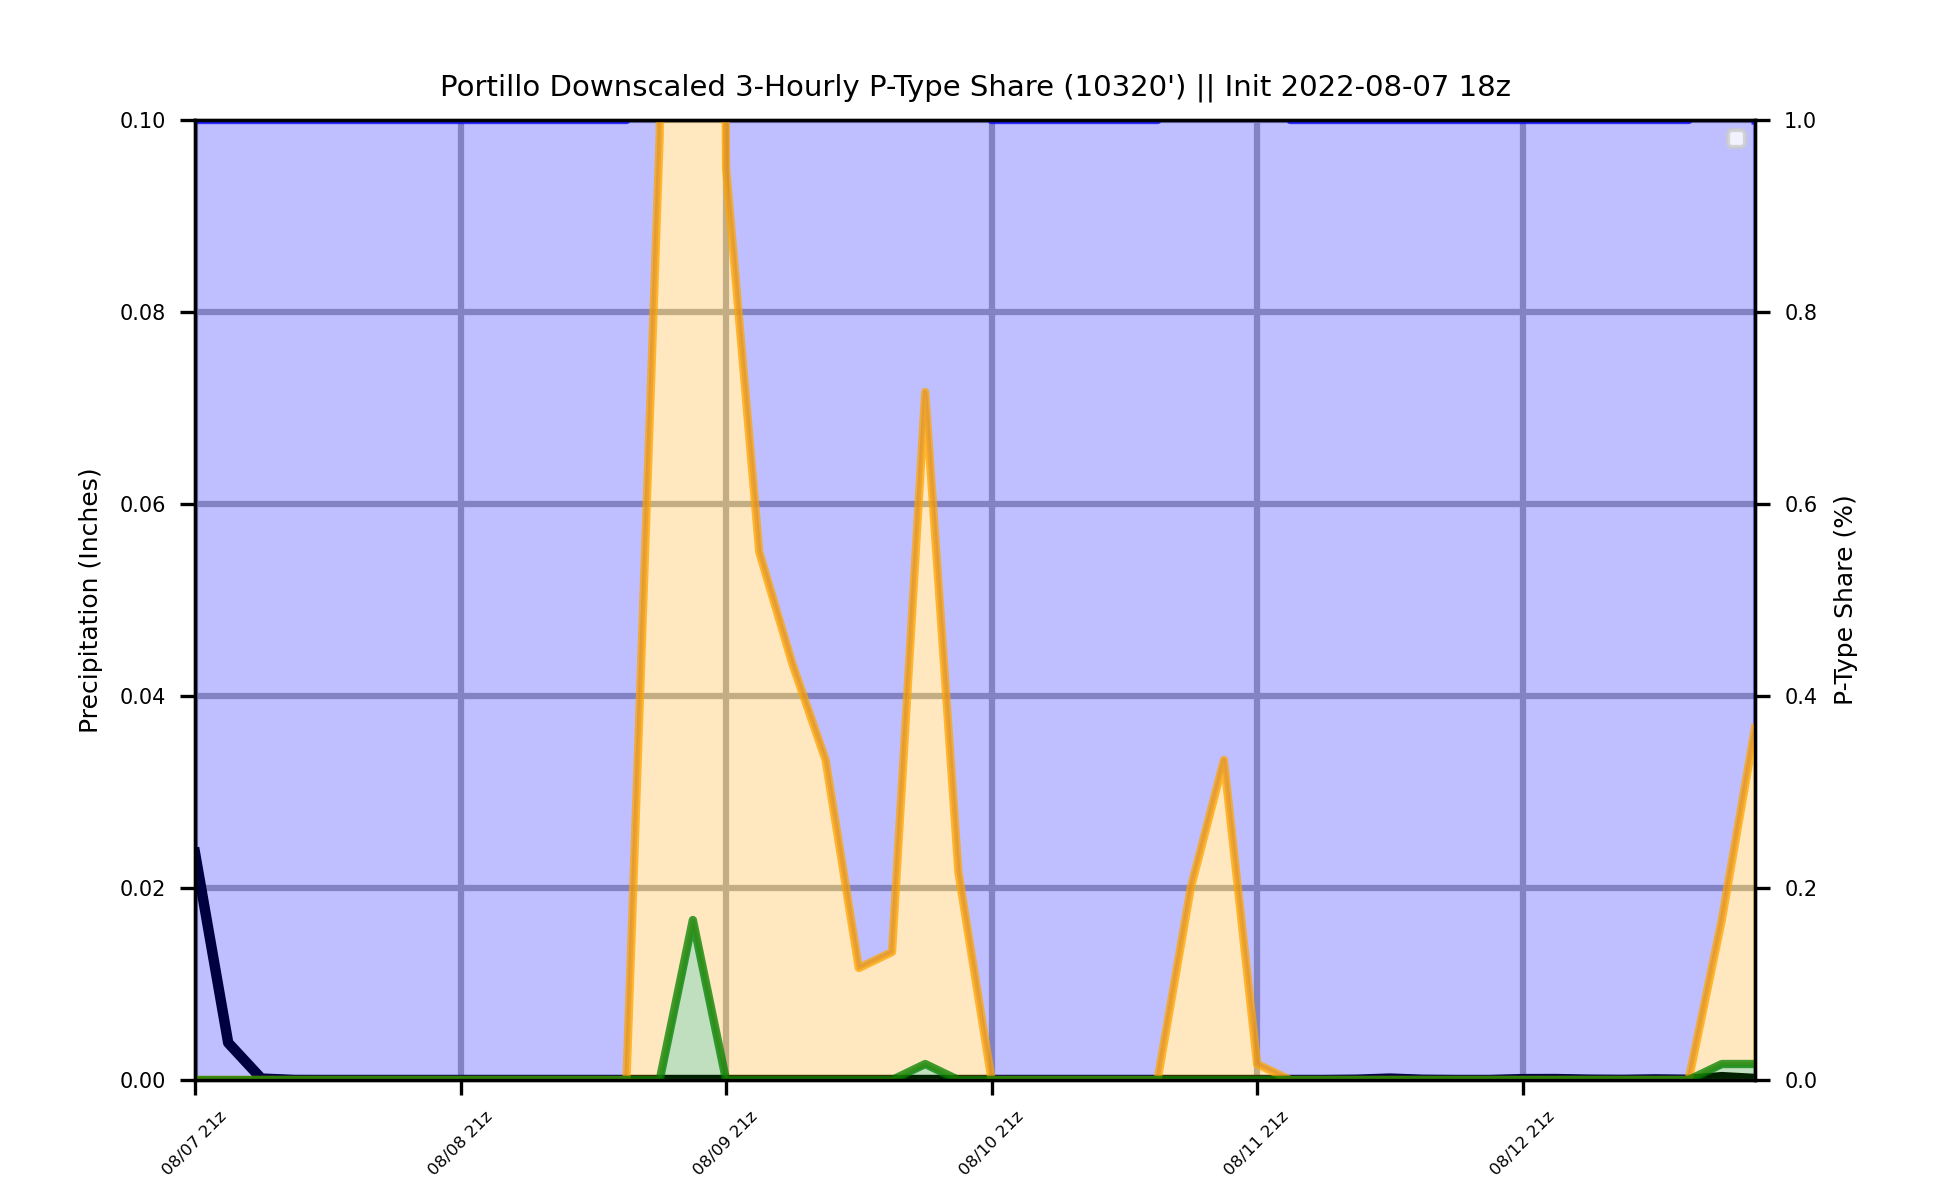 Portillo Downscaled 3-Hourly P-Type Share (10320') || Init 2022-08-07 18z
Precipitation (Inches)
0.10
0.08
0.06
0.04
0.02
0.00
1.0
0.8
0.6
0.4
0.2
0.0
P-Type Share (%)
08/07 21z
08/08 21z
08/09 21z
08/10 21z
08/11 21z
08/12 21z